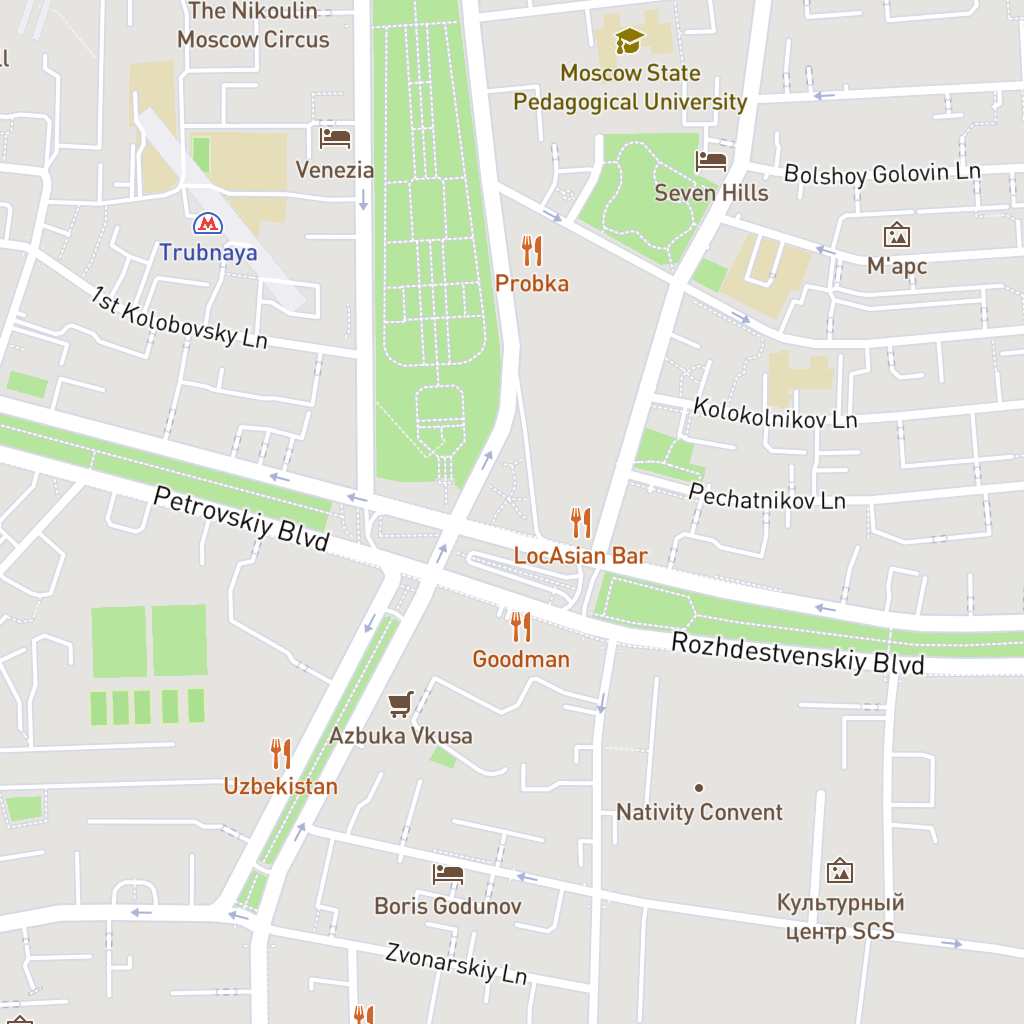 The Nikoulin
Moscow Circus
ll
Moscow State
Pedagogical University
Venezia
Seven Hills
Bolshoy Golovin Ln
Trubnaya
М'арс
Probka
1st Kolobovsky Ln
Kolokolnikov Ln
Petrovskiy Blvd
Pechatnikov Ln
LocAsian Bar
Goodman
Rozhdestvenskiy Blvd
Azbuka Vkusa
Uzbekistan
Nativity Convent
Boris Godunov
Культурный
центр SCS
Zvonarskiy Ln